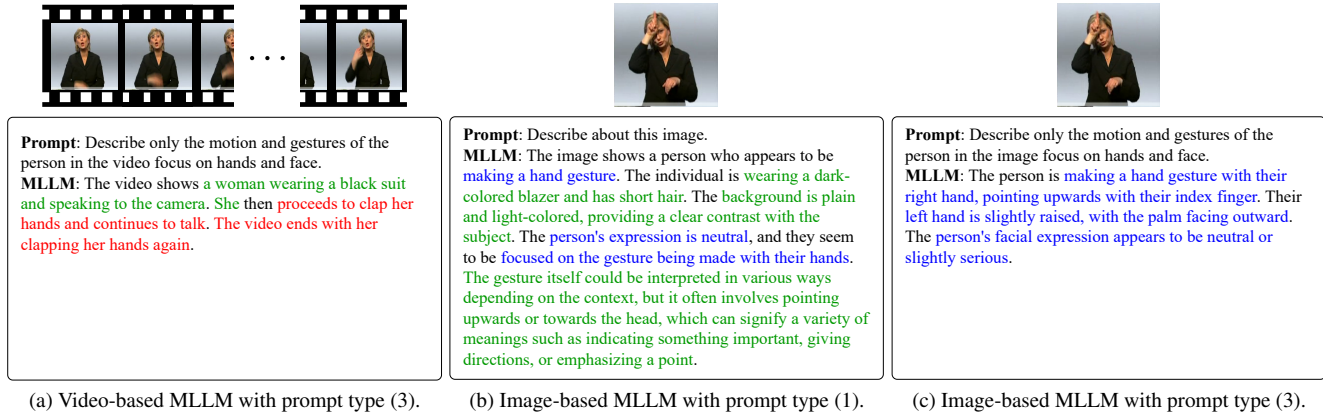 Prompt: Describe only the motion and gestures of the
person in the video focus on hands and face.
MLLM: The video shows a woman wearing a black suit
and speaking to the camera. She then proceeds to clap her
hands and continues to talk. The video ends with her
clapping her hands again.
(a) Video-based MLLM with prompt type (3).
Prompt: Describe about this image.
MLLM: The image shows a person who appears to be
making a hand gesture. The individual is wearing a dark-
colored blazer and has short hair. The background is plain
and light-colored, providing a clear contrast with the
subject. The person's expression is neutral, and they seem
to be focused on the gesture being made with their hands.
The gesture itself could be interpreted in various ways
depending on the context, but it often involves pointing
upwards or towards the head, which can signify a variety of
meanings such as indicating something important, giving
directions, or emphasizing a point.
(b) Image-based MLLM with prompt type (1).
Prompt: Describe only the motion and gestures of the
person in the image focus on hands and face.
MLLM: The person is making a hand gesture with their
right hand, pointing upwards with their index finger. Their
left hand is slightly raised, with the palm facing outward.
The person's facial expression appears to be neutral or
slightly serious.
(c) Image-based MLLM with prompt type (3).